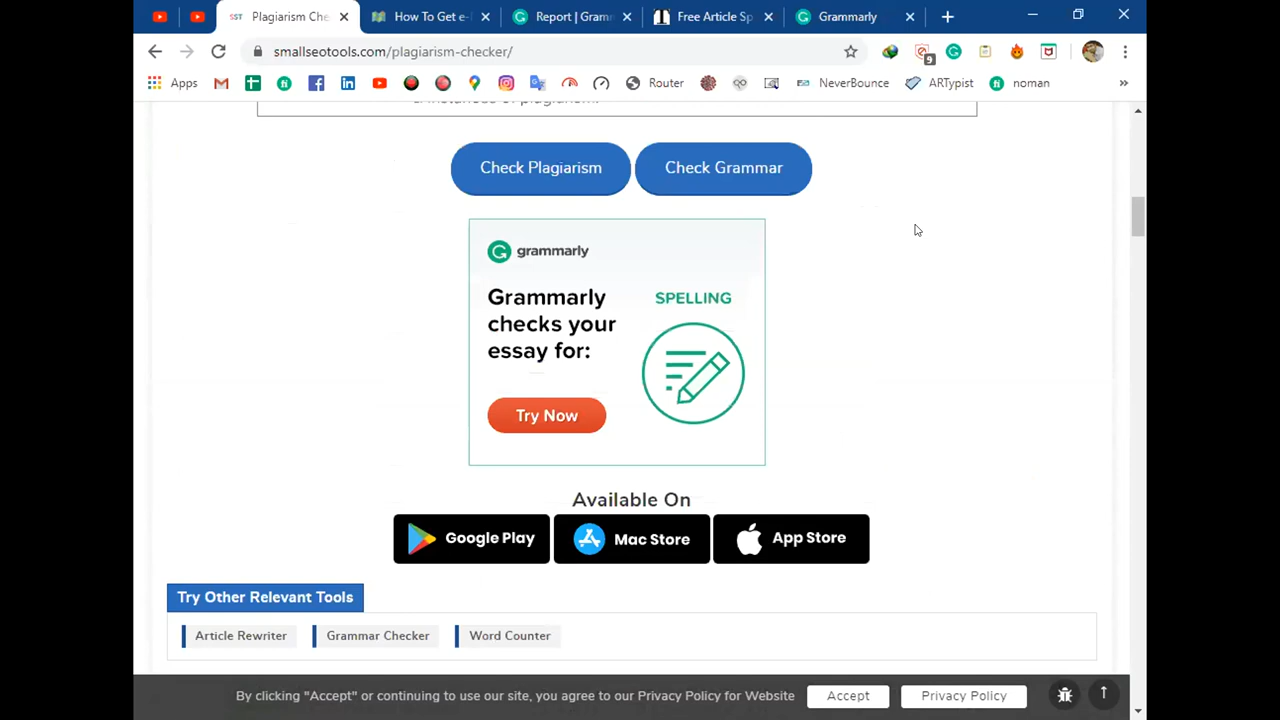 SST Plagiarism Che
How To Get e-
Report | Gramm
Free Article Sp
Grammarly
smallseotools.com/plagiarism-checker/
9
Apps
Router
NeverBounce
ARTypist
noman
»
Check Plagiarism
Check Grammar
grammarly
Grammarly
checks your
essay for:
SPELLING
Try Now
Available On
Google Play
Mac Store
App Store
Try Other Relevant Tools
Article Rewriter
Grammar Checker
Word Counter
By clicking "Accept" or continuing to use our site, you agree to our Privacy Policy for Website
Accept
Privacy Policy